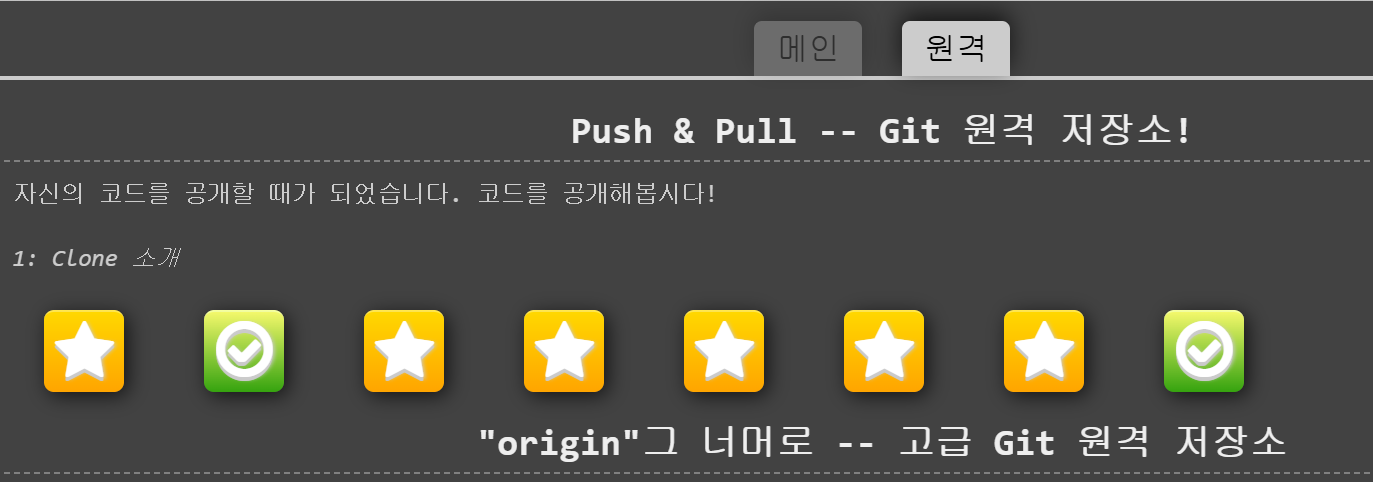 메인 원격
Push & Pull -- Git 원격 저장소!
자신의 코드를 공개할 때가 되었습니다. 코드를 공개해봅시다!
1: Clone 소개
"origin"그 너머로 -- 고급 Git 원격 저장소